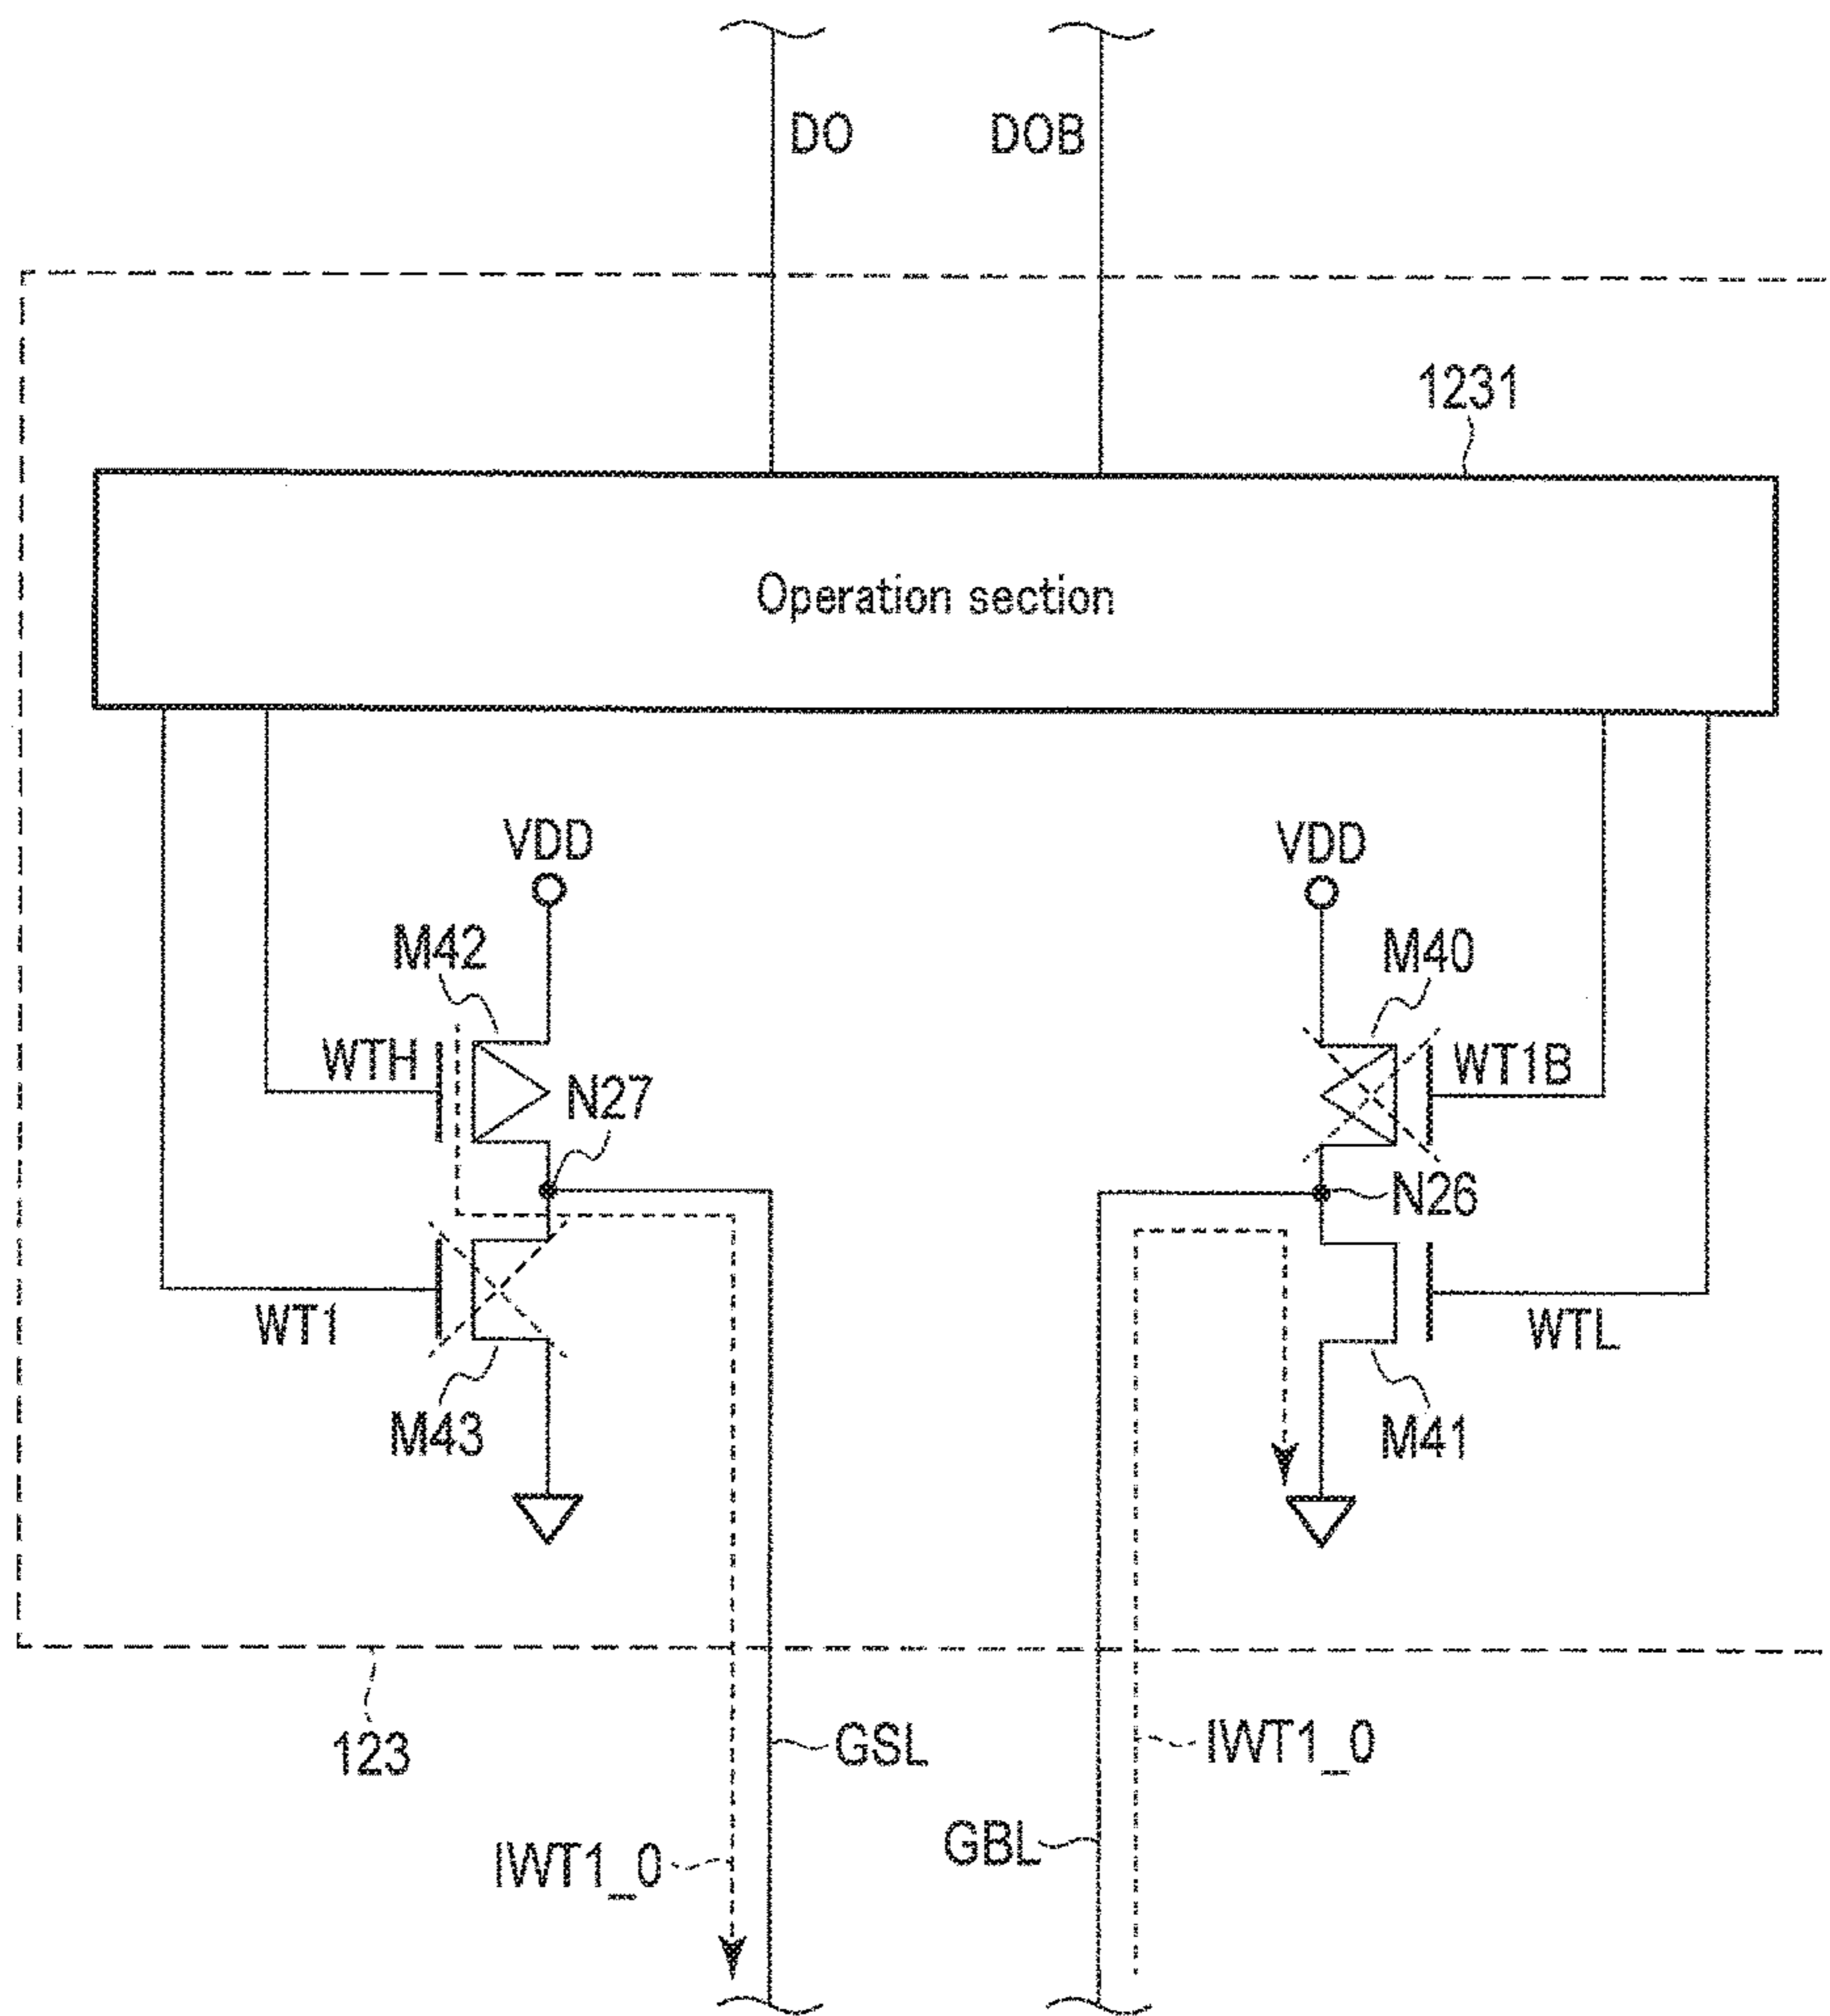 DO DOB
1231
Operation section
VDD VDD
M42 M40
WTH N27 WT1B
N26
WT1 WTL
M43 M41
123 GSL IWT1_0
IWT1_0 GBL